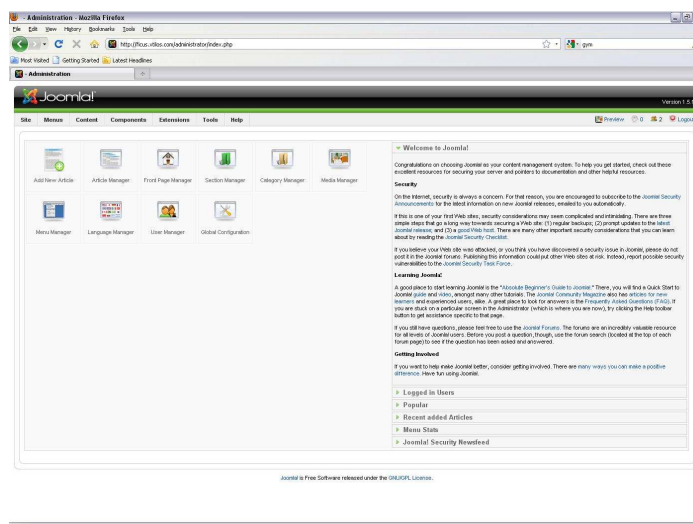 - Administration - Mozilla Firefox
File Edit View History Bookmarks Tools Help
http://ficus.xtilos.com/administrator/index.php
gym
Most Visited Getting Started Latest Headlines
- Administration
Joomla!
Version 1.5.1
Site Menus Content Components Extensions Tools Help
Preview 0 2 Logout
Add New Article Article Manager Front Page Manager Section Manager Category Manager Media Manager
Menu Manager Language Manager User Manager Global Configuration
Welcome to Joomla!
Congratulations on choosing Joomla! as your content management system. To help you get started, check out these
excellent resources for securing your server and pointers to documentation and other helpful resources.
Security
On the Internet, security is always a concern. For that reason, you are encouraged to subscribe to the Joomla! Security
Announcements for the latest information on new Joomla! releases, emailed to you automatically.
If this is one of your first Web sites, security considerations may seem complicated and intimidating. There are three
simple steps that go a long way towards securing a Web site: (1) regular backups; (2) prompt updates to the latest
Joomla! release; and (3) a good Web host. There are many other important security considerations that you can learn
about by reading the Joomla! Security Checklist.
If you believe your Web site was attacked, or you think you have discovered a security issue in Joomla!, please do not
post it in the Joomla! forums. Publishing this information could put other Web sites at risk. Instead, report possible security
vulnerabilities to the Joomla! Security Task Force.
Learning Joomla!
A good place to start learning Joomla! is the "Absolute Beginner's Guide to Joomla!." There, you will find a Quick Start to
Joomla! guide and video, amongst many other tutorials. The Joomla! Community Magazine also has articles for new
learners and experienced users, alike. A great place to look for answers is the Frequently Asked Questions (FAQ). If
you are stuck on a particular screen in the Administrator (which is where you are now), try clicking the Help toolbar
button to get assistance specific to that page.
If you still have questions, please feel free to use the Joomla! Forums. The forums are an incredibly valuable resource
for all levels of Joomla! users. Before you post a question, though, use the forum search (located at the top of each
forum page) to see if the question has been asked and answered.
Getting Involved
If you want to help make Joomla! better, consider getting involved. There are many ways you can make a positive
difference. Have fun using Joomla!.
Logged in Users
Popular
Recent added Articles
Menu Stats
Joomla! Security Newsfeed
Joomla! is Free Software released under the GNU/GPL License.